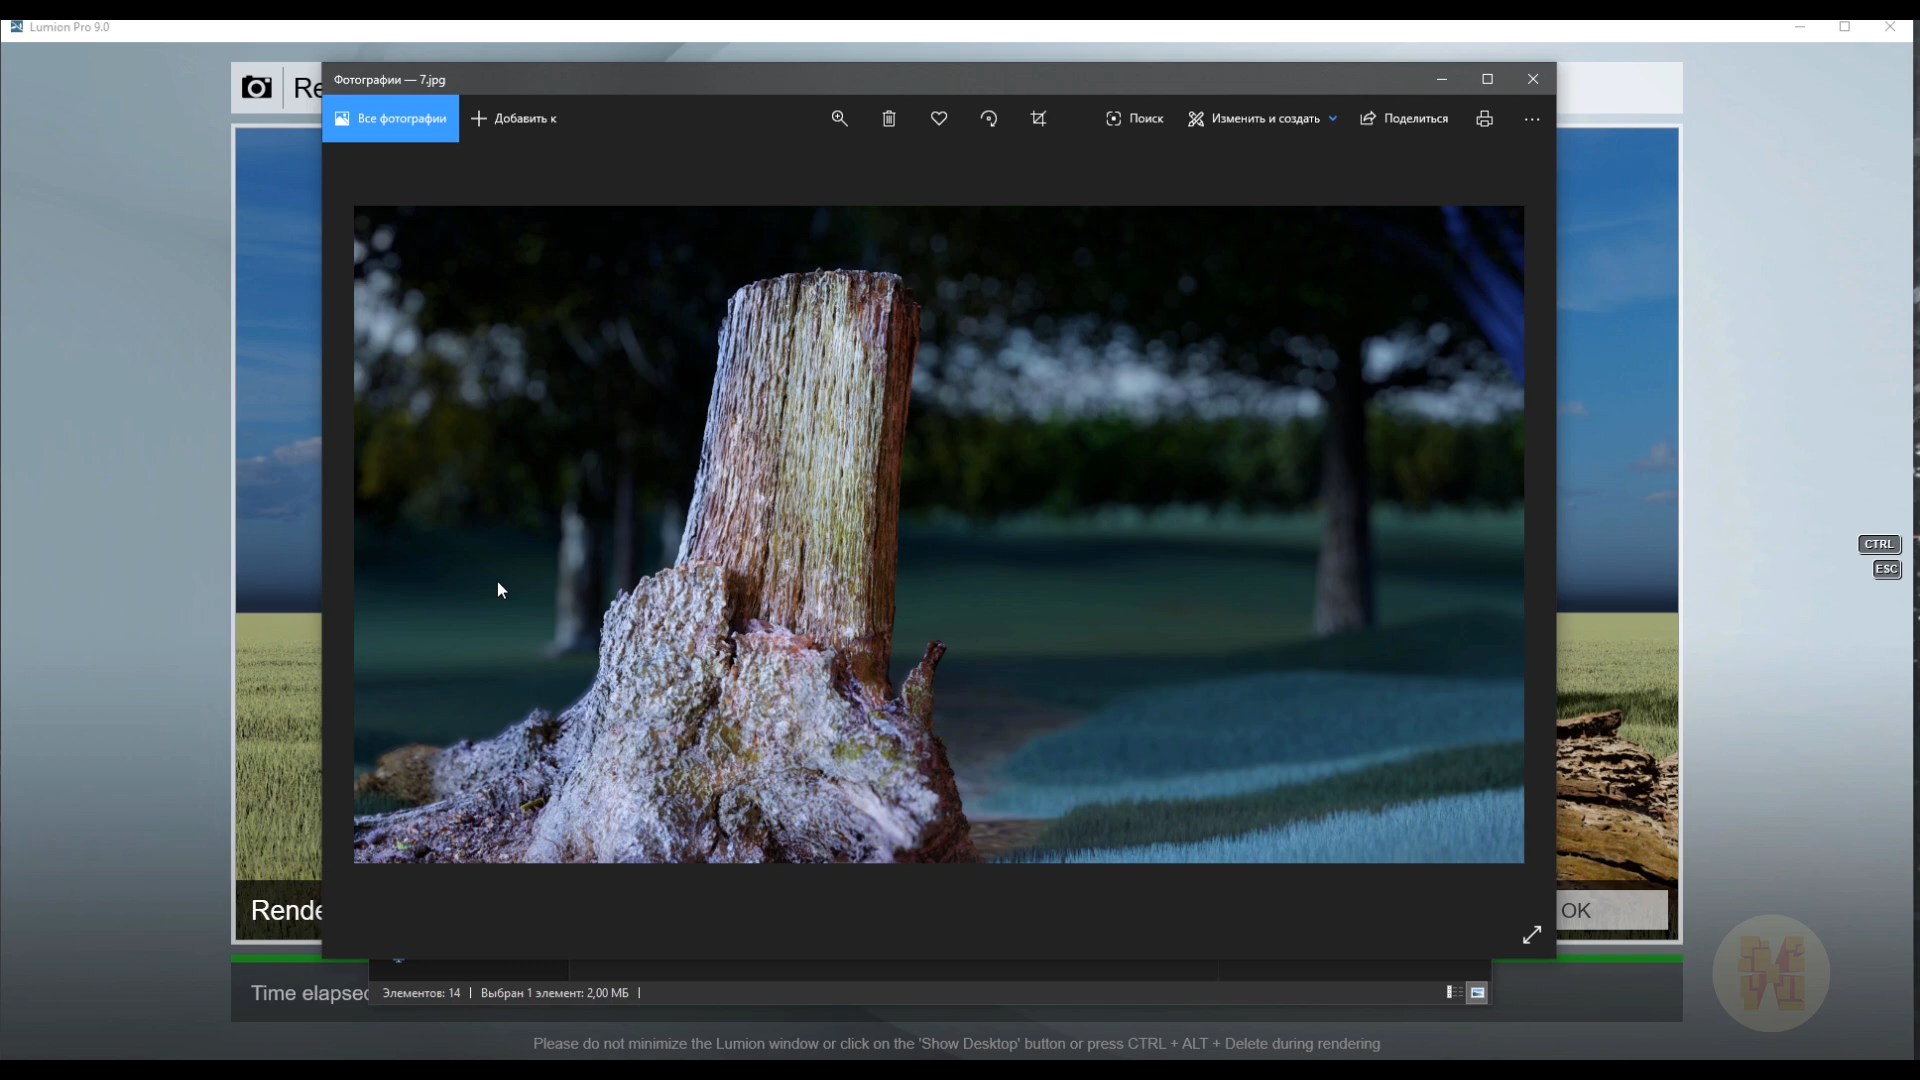 Lumion Pro 9.0
Re
Фотографии — 7.jpg
Все фотографии
Добавить к
Поиск
Изменить и создать
Поделиться
CTRL
ESC
Rende
OK
Time elapsed
Элементов: 14 | Выбран 1 элемент: 2,00 МБ |
Please do not minimize the Lumion window or click on the 'Show Desktop' button or press CTRL + ALT + Delete during rendering